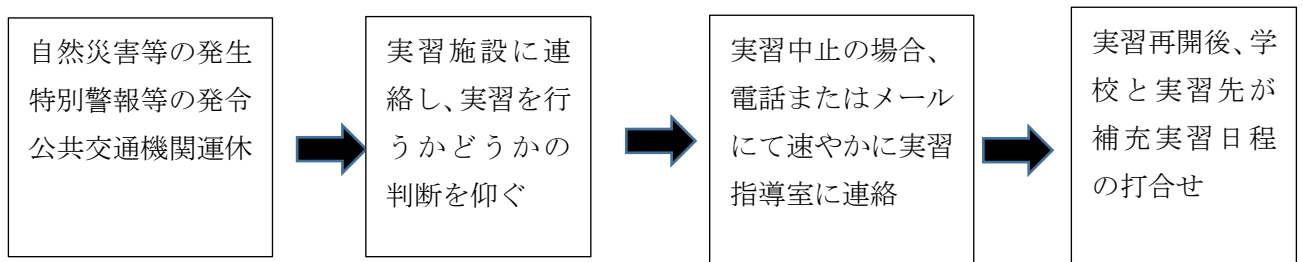 自然災害等の発生
特別警報等の発令
公共交通機関運休
実習施設に連
絡し、実習を行
うかどうかの
判断を仰ぐ
実習中止の場合、
電話またはメール
にて速やかに実習
指導室に連絡
実習再開後、学
校と実習先が
補充実習日程
の打合せ